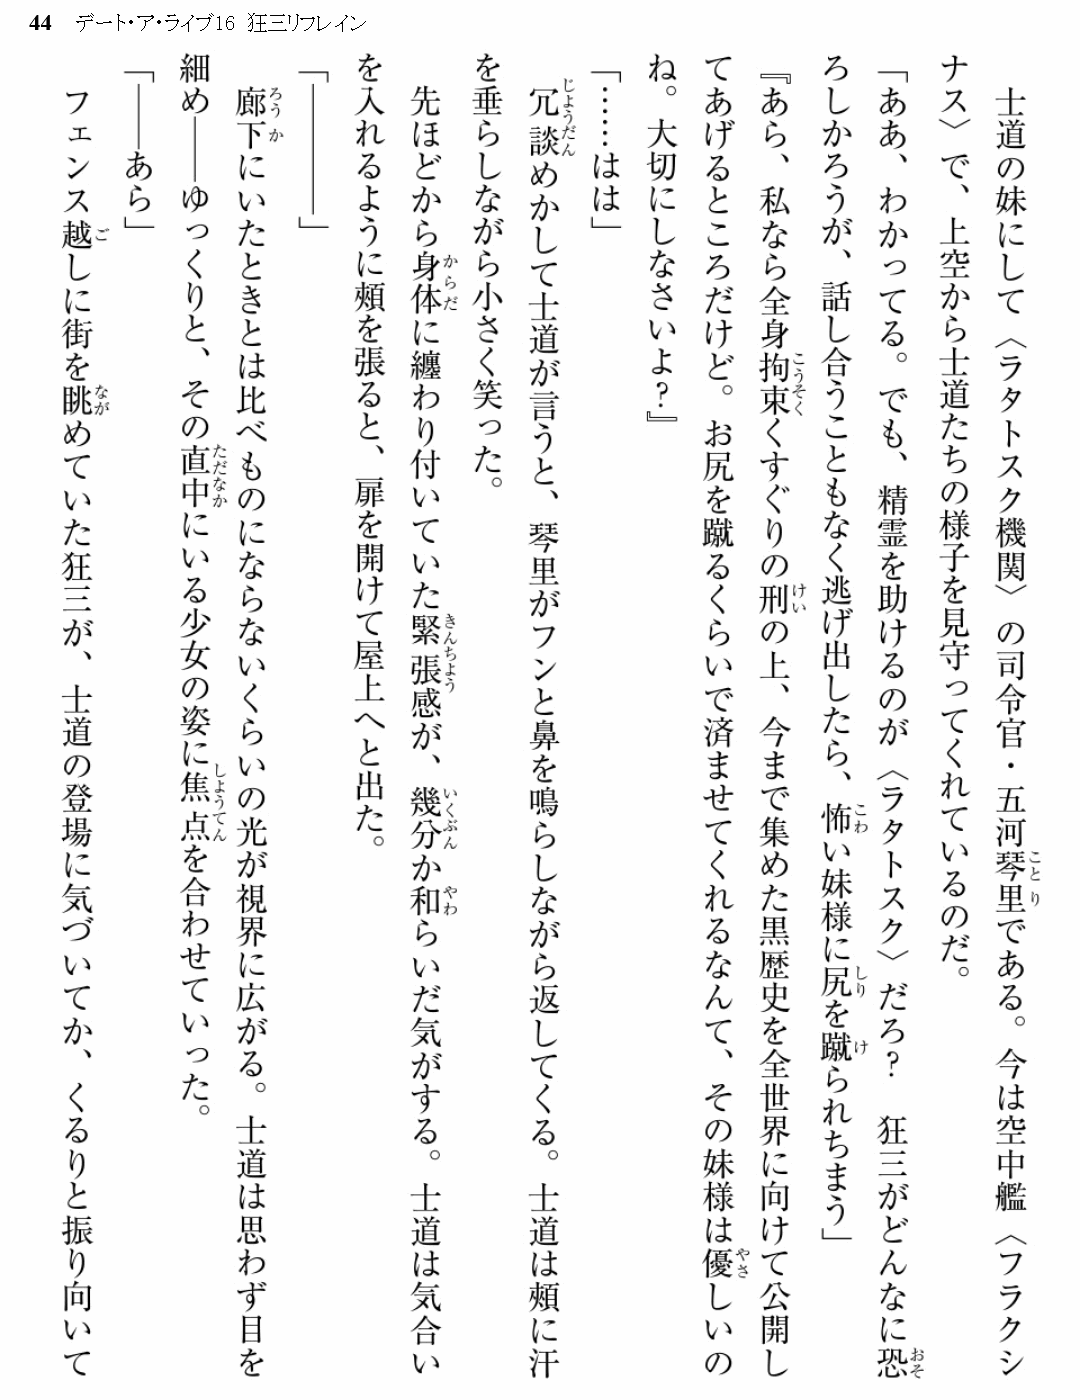 44 デート・ア・ライブ16 狂三リフレイン
士道の妹にして〈ラタトスク機関〉の司令官・五河琴里である。今は空中艦〈フラクシ
ナス〉で、上空から士道たちの様子を見守ってくれているのだ。
「ああ、わかってる。でも、精霊を助けるのが〈ラタトスク〉だろ？　狂三がどんなに恐
ろしかろうが、話し合うこともなく逃げ出したら、怖い妹様に尻を蹴られちまう」
『あら、私なら全身拘束くすぐりの刑の上、今まで集めた黒歴史を全世界に向けて公開し
てあげるところだけど。お尻を蹴るくらいで済ませてくれるなんて、その妹様は優しいの
ね。大切にしなさいよ？』
「……はは」
冗談めかして士道が言うと、琴里がフンと鼻を鳴らしながら返してくる。士道は頰に汗
を垂らしながら小さく笑った。
先ほどから身体に纏わり付いていた緊張感が、幾分か和らいだ気がする。士道は気合い
を入れるように頰を張ると、扉を開けて屋上へと出た。
「――――」
廊下にいたときとは比べものにならないくらいの光が視界に広がる。士道は思わず目を
細め――ゆっくりと、その直中にいる少女の姿に焦点を合わせていった。
「――あら」
フェンス越しに街を眺めていた狂三が、士道の登場に気づいてか、くるりと振り向いて